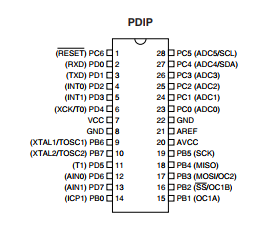 PDIP
(RESET) PC6 1 28 PC5 (ADC5/SCL)
(RXD) PD0 2 27 PC4 (ADC4/SDA)
(TXD) PD1 3 26 PC3 (ADC3)
(INT0) PD2 4 25 PC2 (ADC2)
(INT1) PD3 5 24 PC1 (ADC1)
(XCK/T0) PD4 6 23 PC0 (ADC0)
VCC 7 22 GND
GND 8 21 AREF
(XTAL1/TOSC1) PB6 9 20 AVCC
(XTAL2/TOSC2) PB7 10 19 PB5 (SCK)
(T1) PD5 11 18 PB4 (MISO)
(AIN0) PD6 12 17 PB3 (MOSI/OC2)
(AIN1) PD7 13 16 PB2 (SS/OC1B)
(ICP1) PB0 14 15 PB1 (OC1A)